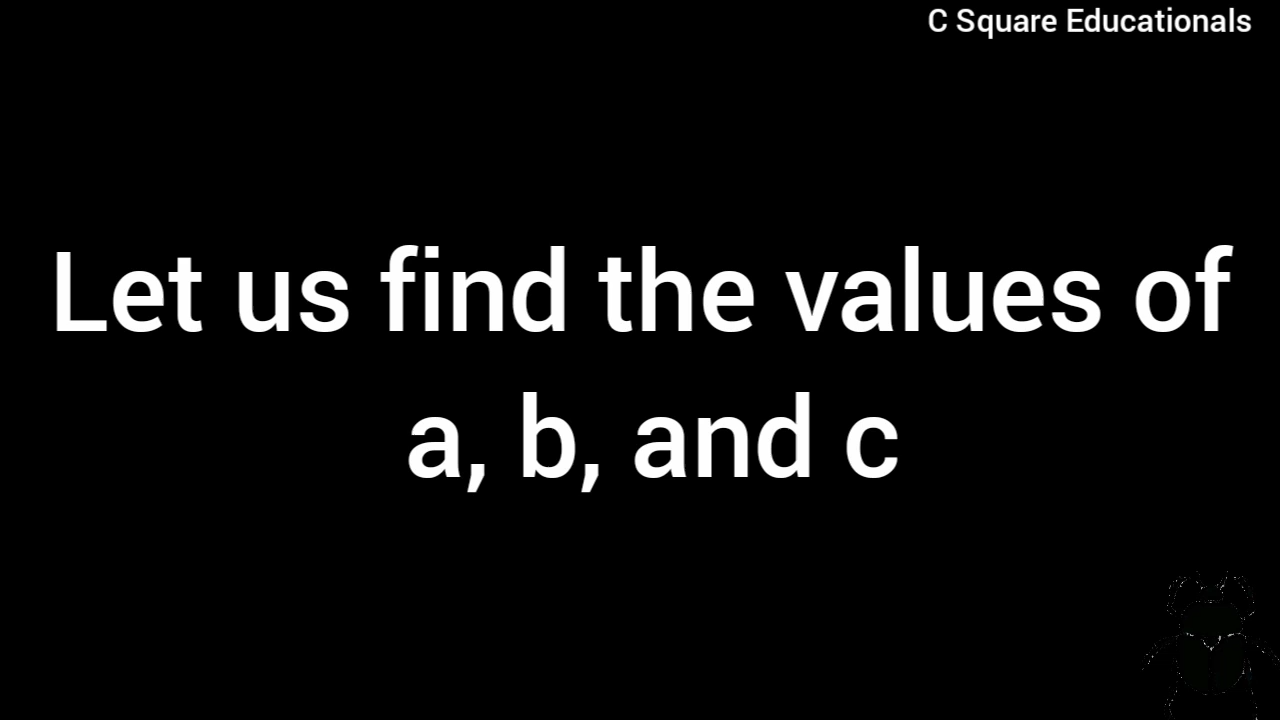 C Square Educationals
Let us find the values of
a, b, and c